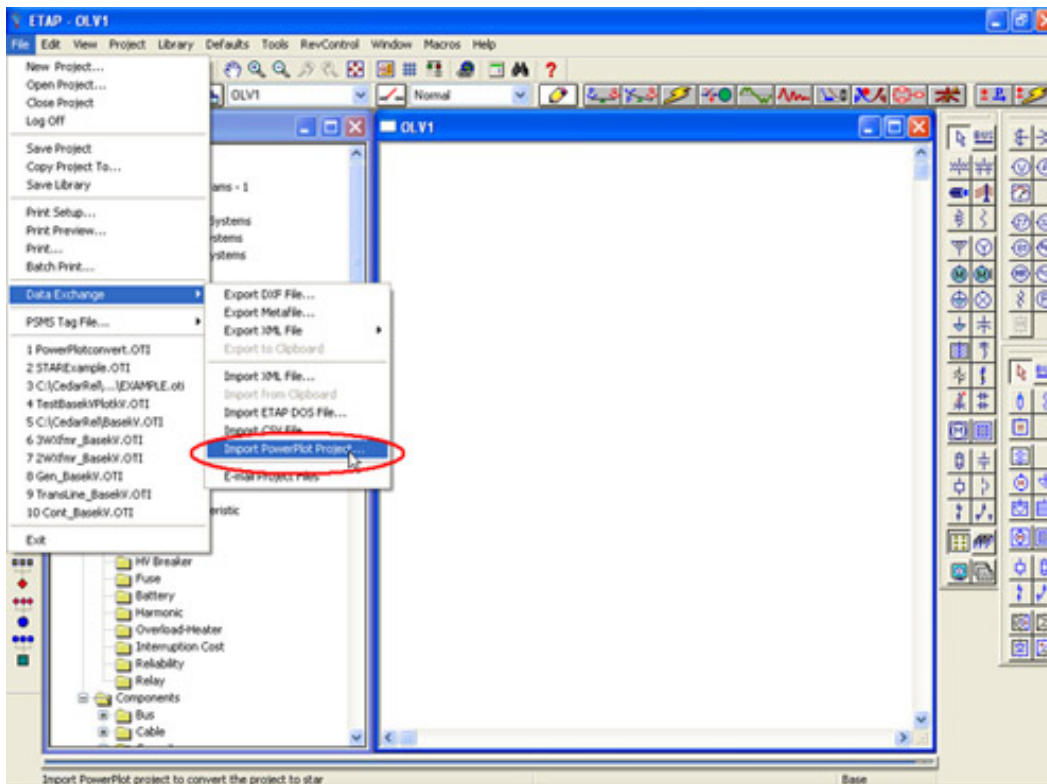 ETAP - OLV1
File Edit View Project Library Defaults Tools RevControl Window Macros Help
New Project...
Open Project...
Close Project
Log Off
Save Project
Copy Project To...
Save Library
Print Setup...
Print Preview...
Print...
Batch Print...
Data Exchange
PSMS Tag File...
1 PowerPlotconvert.OTI
2 STARExample.OTI
3 C:\CedarRel\...\EXAMPLE.oti
4 TestBasekVPlotkV.OTI
5 C:\CedarRel\BasekV.OTI
6 3WXfmr_BasekV.OTI
7 2WXfmr_BasekV.OTI
8 Gen_BasekV.OTI
9 TransLine_BasekV.OTI
10 Cont_BasekV.OTI
Exit
Export DXF File...
Export Metafile...
Export XML File
Export to Clipboard
Import XML File...
Import from Clipboard
Import ETAP DOS File...
Import CSV File
Import PowerPlot Project...
E-mail Project Files
OLV1
Normal
OLV1
ams - 1
Systems
stems
ystems
eristic
HV Breaker
Fuse
Battery
Harmonic
Overload-Heater
Interruption Cost
Reliability
Relay
Components
Bus
Cable
BUS
Import PowerPlot project to convert the project to star
Base